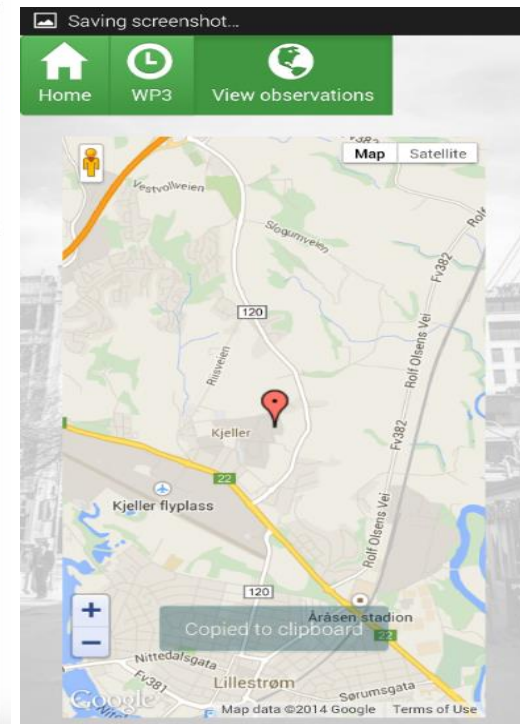 Saving screenshot...
Home
WP3
View observations
Map
Satellite
Vestvollveien
Slogumveien
Fv382
Rolf Olsens Vei
120
Riisveien
Fv382
Kjeller
22
Kjeller flyplass
Rolf Olsens Vei
120
Åråsen stadion
Copied to clipboard
22
Nittedalsgata
Fv381
Lillestrøm
Sørumsgata
Google
Map data ©2014 Google
Terms of Use